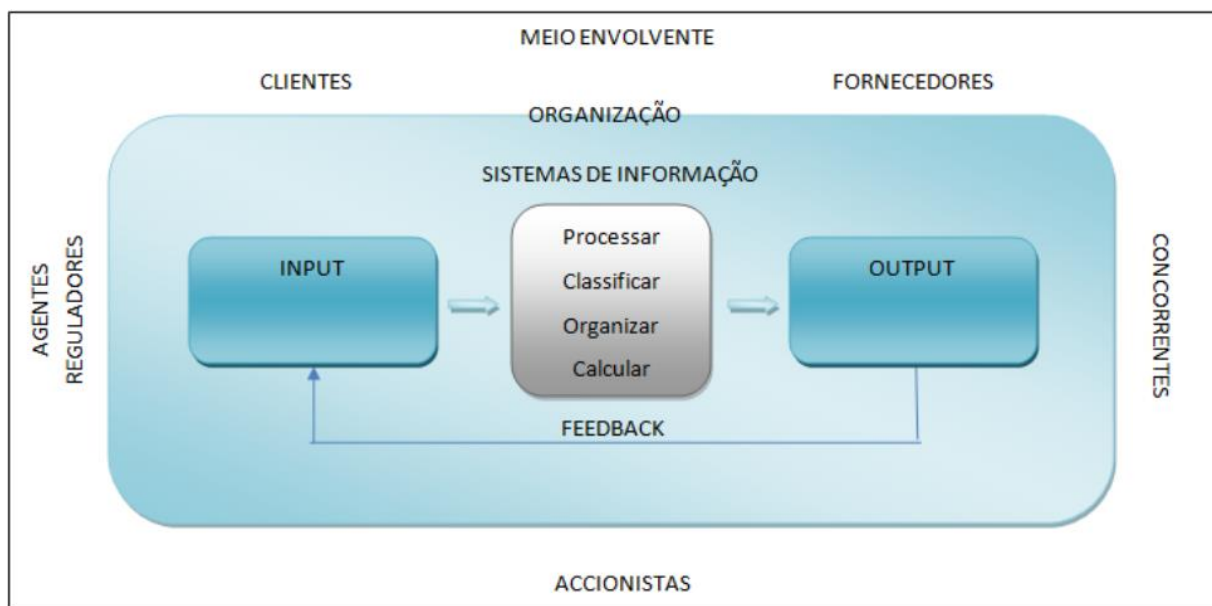 MEIO ENVOLVENTE
CLIENTES
FORNECEDORES
ORGANIZAÇÃO
SISTEMAS DE INFORMAÇÃO
AGENTES
REGULADORES
INPUT
Processar
Classificar
Organizar
Calcular
OUTPUT
CONCORRENTES
FEEDBACK
ACCIONISTAS